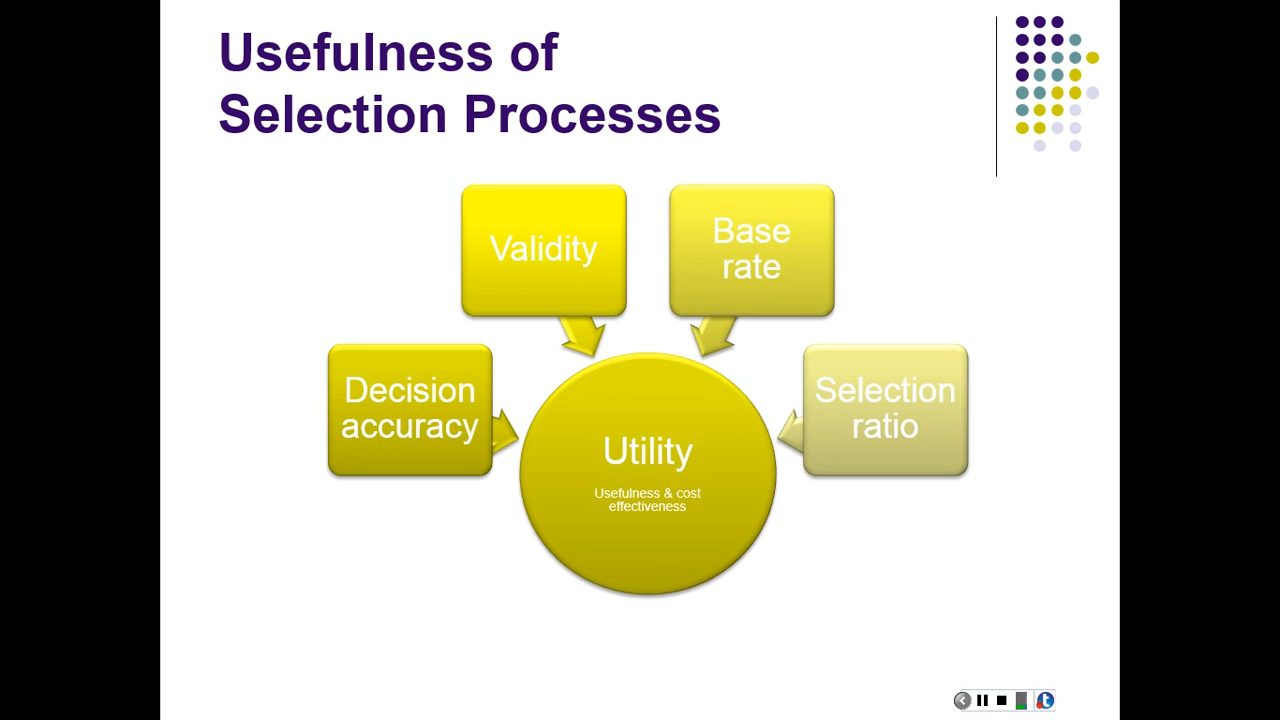 Usefulness of
Selection Processes
Validity
Base
rate
Decision
accuracy
Selection
ratio
Utility
Usefulness & cost
effectiveness